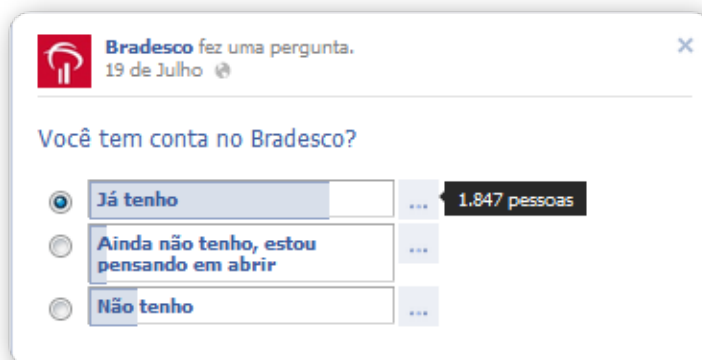 Bradesco fez uma pergunta.
19 de Julho
Você tem conta no Bradesco?
Já tenho
... 1.847 pessoas
Ainda não tenho, estou
pensando em abrir
...
Não tenho
...